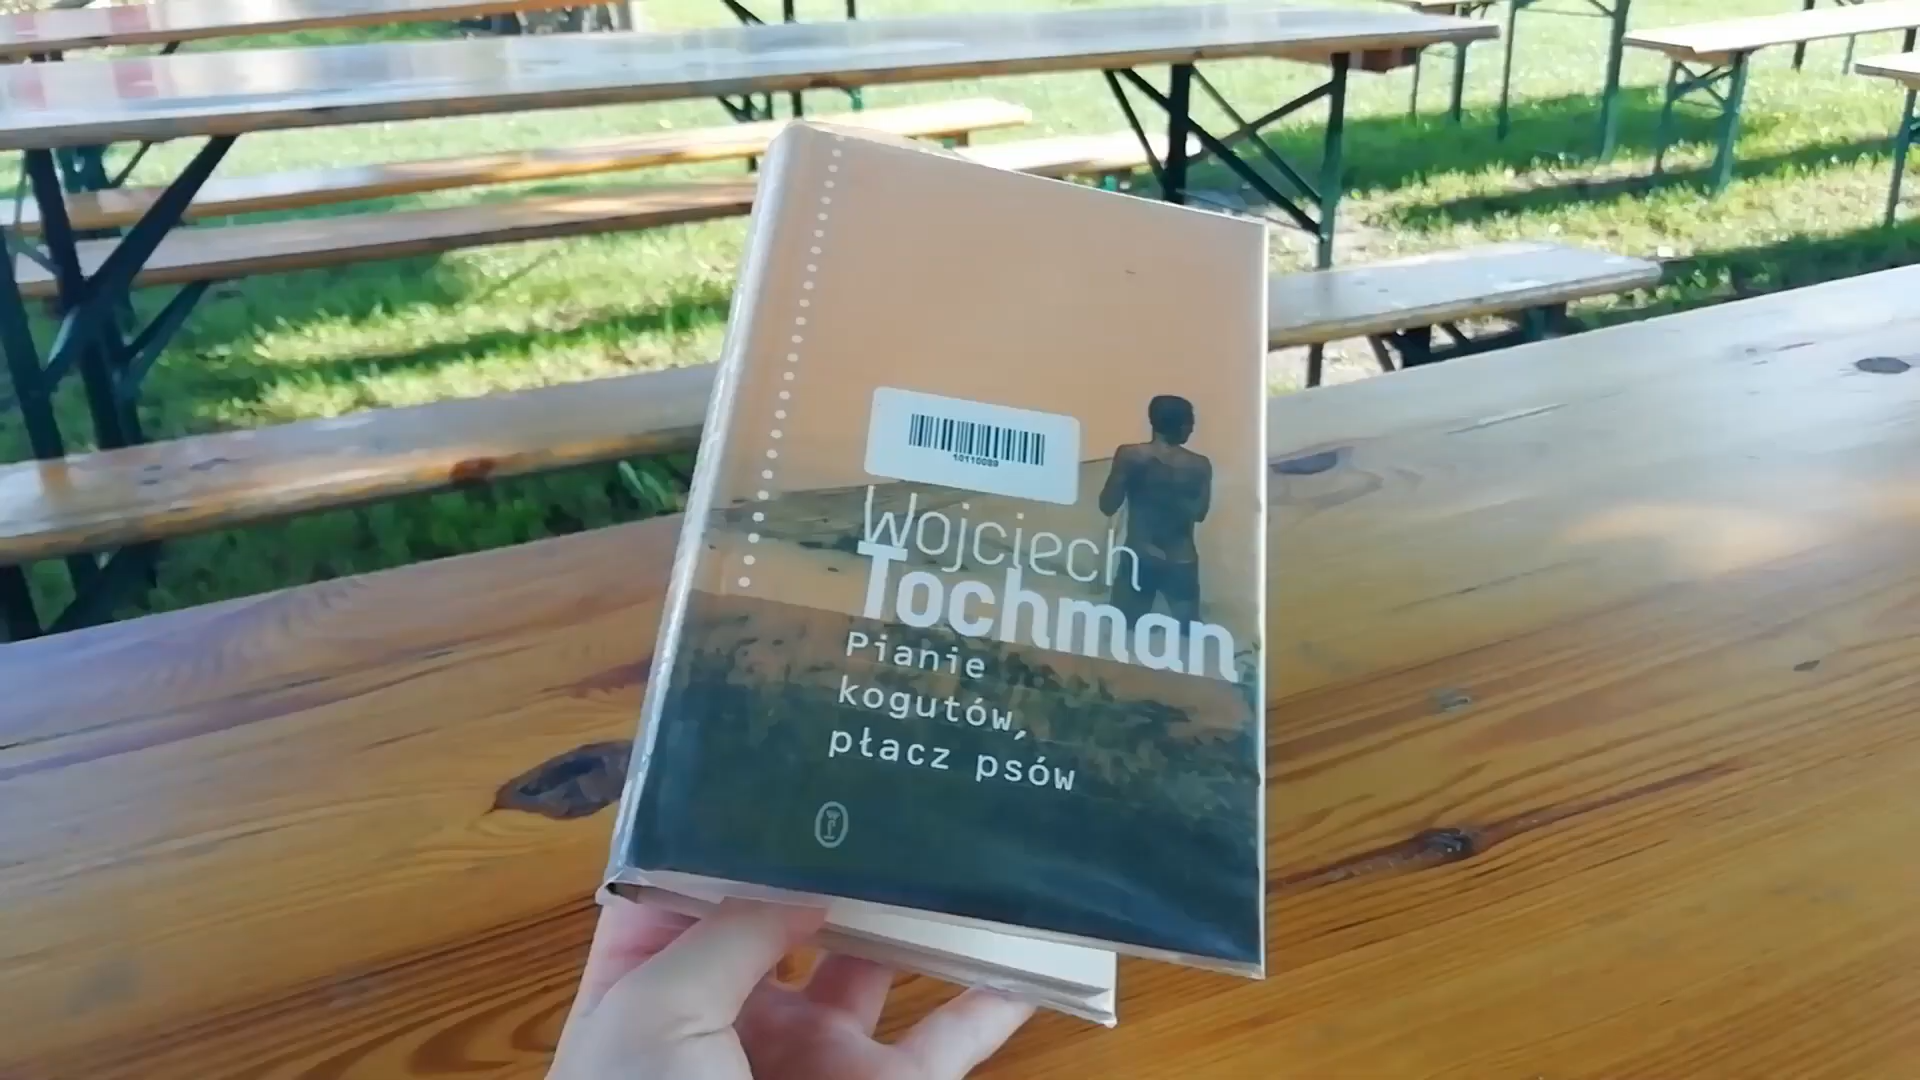 10110089
Wojciech
Tochman
Pianie
kogutów,
płacz psów